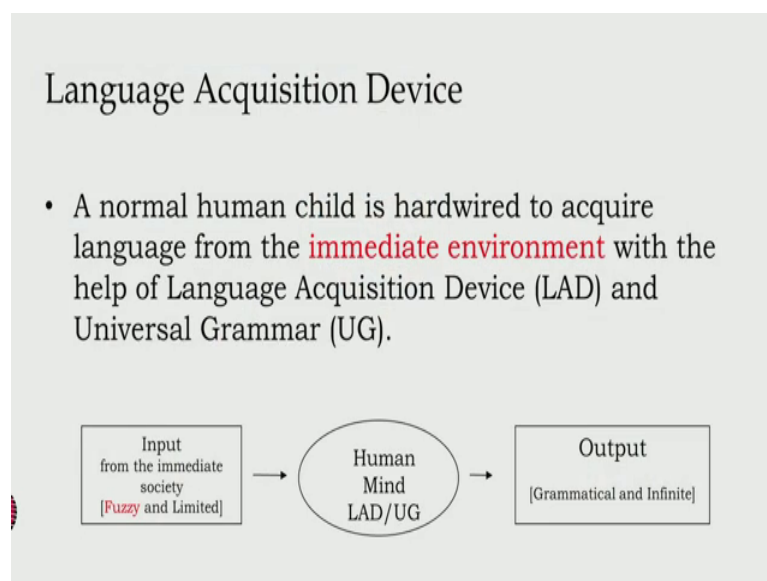 Language Acquisition Device
• A normal human child is hardwired to acquire
language from the immediate environment with the
help of Language Acquisition Device (LAD) and
Universal Grammar (UG).
Input
from the immediate
society
[Fuzzy and Limited]
Human
Mind
LAD/UG
Output
[Grammatical and Infinite]